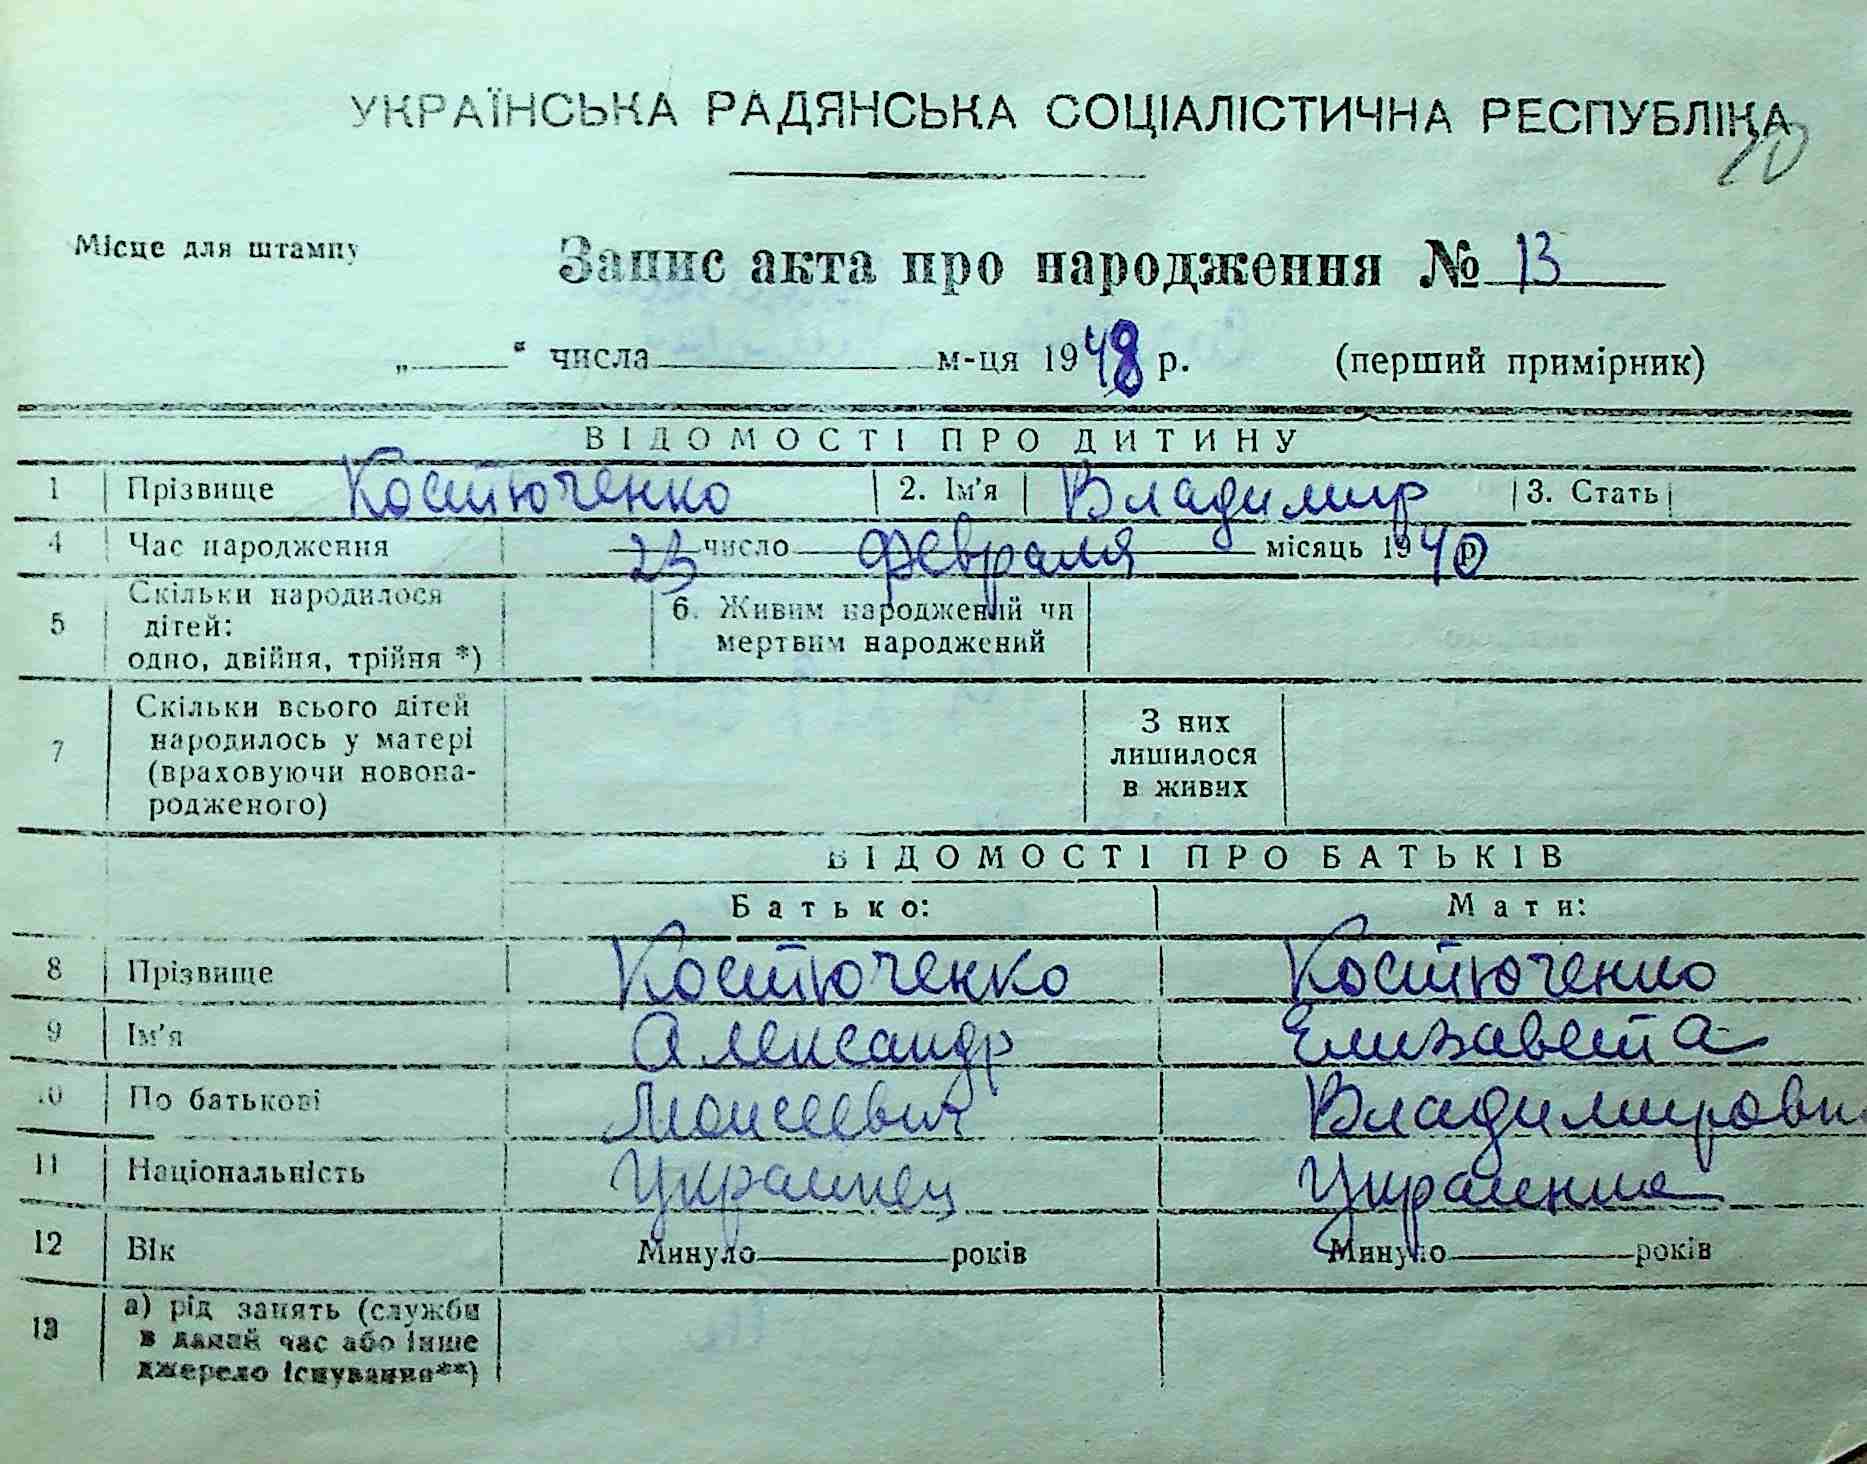 УКРАЇНСЬКА РАДЯНСЬКА СОЦІАЛІСТИЧНА РЕСПУБЛІКА
20
Місце для штампу
Запис акта про народження № 13
„ “ числа м-ця 1948 р. (перший примірник)
ВІДОМОСТІ ПРО ДИТИНУ
1 Прізвище Костюченко 2. Ім'я Владимир 3. Стать
4 Час народження 23 число февраля місяць 1940 р
5 Скільки народилося дітей: одно, двійня, трійня *) 6. Живим народжений чи мертвим народжений
7 Скільки всього дітей народилось у матері (враховуючи новона-родженого) З них лишилося в живих
ВІДОМОСТІ ПРО БАТЬКІВ
Батько: Мати:
8 Прізвище Костюченко Костюченко
9 Ім'я Александр Елизавета
10 По батькові Моисеевич Владимировн
11 Національність Украинец Украинка
12 Вік Минуло років Минуло років
13 а) рід занять (служби в даний час або інше джерело існування**)